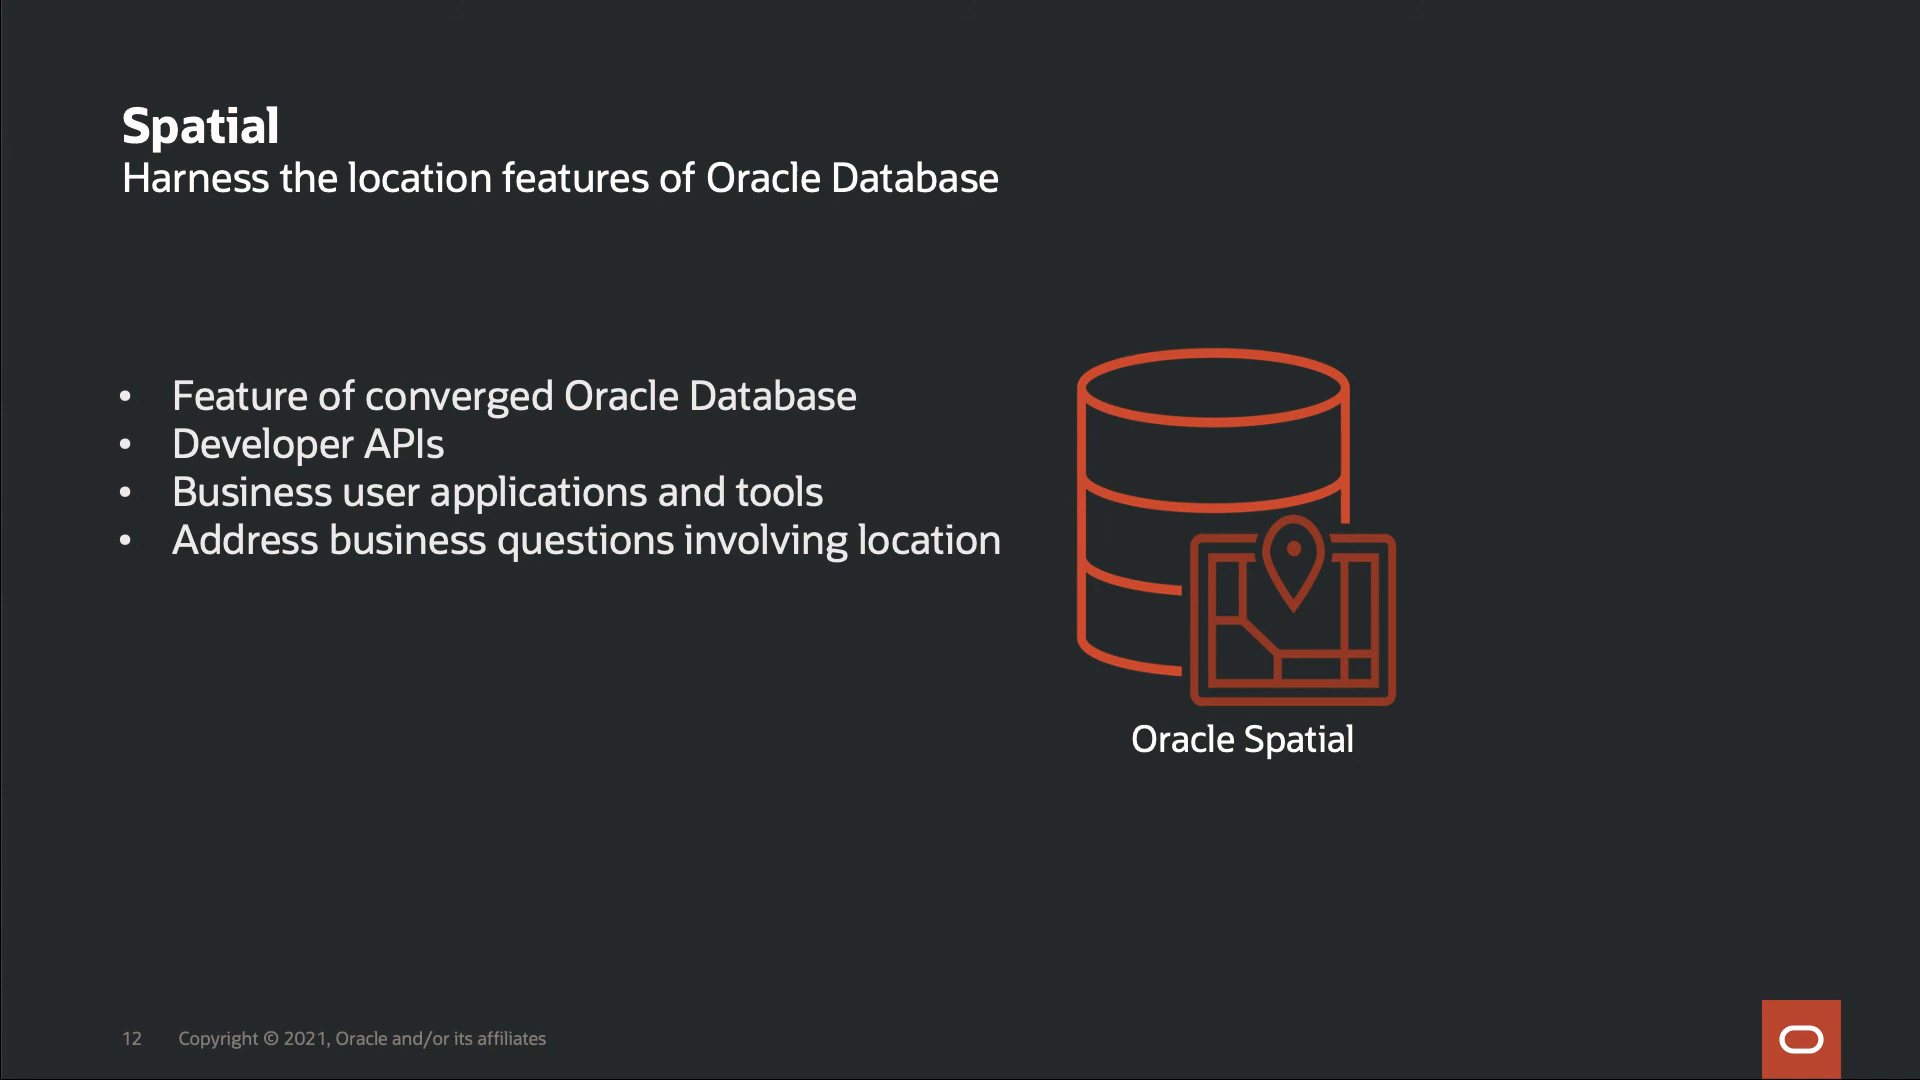 Spatial
Harness the location features of Oracle Database
• Feature of converged Oracle Database
• Developer APIs
• Business user applications and tools
• Address business questions involving location
Oracle Spatial
12 Copyright © 2021, Oracle and/or its affiliates